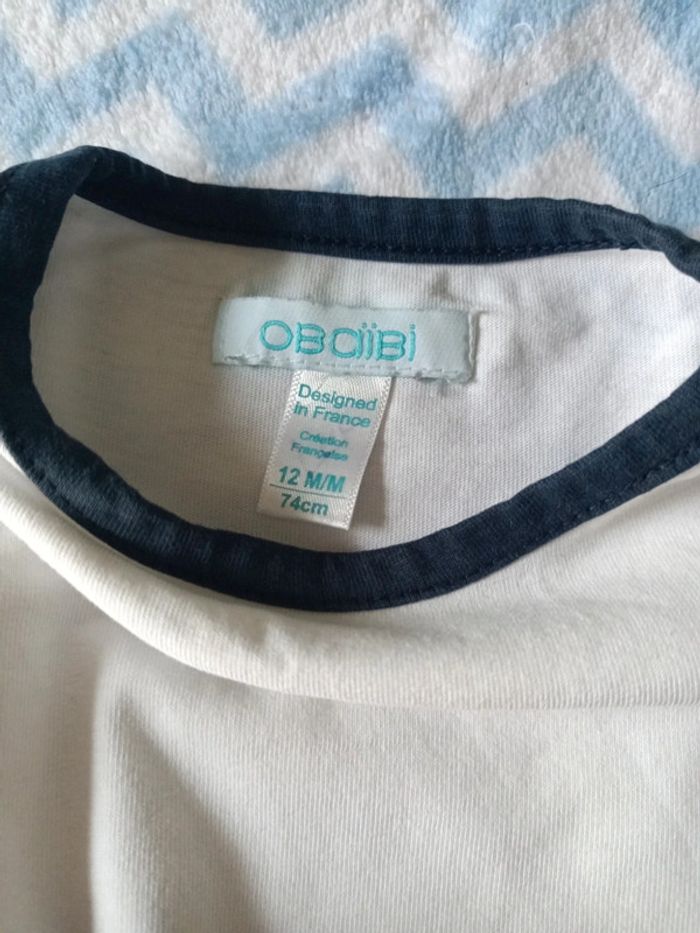 OBaïBi
Designed
in France
Création
Française
12 M/M
74cm